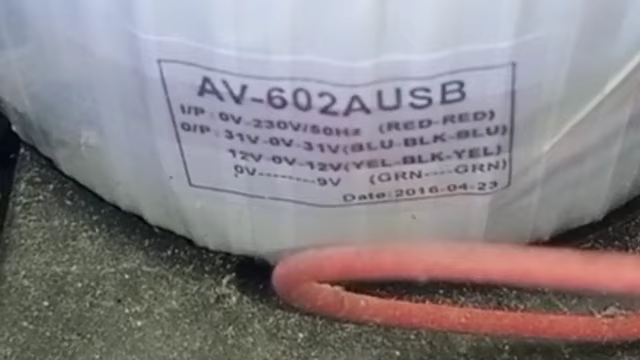 AV-602AUSB
I/P : 0V-230V/50Hz (RED-RED)
O/P : 31V-0V-31V(BLU-BLK-BLU)
12V-0V-12V(YEL-BLK-YEL)
0V--------9V (GRN----GRN)
Date:2016-04-23